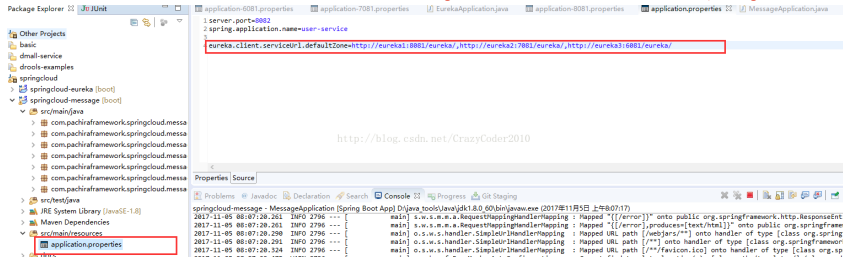 Package Explorer JUnit
Other Projects
basic
dmall-service
drools-examples
springcloud
springcloud-eureka [boot]
springcloud-message [boot]
src/main/java
com.pachiraframework.springcloud.messa
com.pachiraframework.springcloud.messa
com.pachiraframework.springcloud.messa
com.pachiraframework.springcloud.messa
com.pachiraframework.springcloud.messa
com.pachiraframework.springcloud.messa
src/test/java
JRE System Library [JavaSE-1.8]
Maven Dependencies
src/main/resources
application.properties
application-6081.properties application-7081.properties EurekaApplication.java application-8081.properties application.properties MessageApplication.java
1 server.port=8082
2 spring.application.name=user-service
3
eureka.client.serviceUrl.defaultZone=http://eureka1:8081/eureka/,http://eureka2:7081/eureka/,http://eureka3:6081/eureka/
http://blog.csdn.net/CrazyCoder2010
Properties Source
Problems Javadoc Declaration Search Console Progress Git Staging
springcloud-message - MessageApplication [Spring Boot App] D:\java_tools\Java\jdk1.8.0_60\bin\javaw.exe (2017年11月5日 上午8:07:17)
2017-11-05 08:07:20.261 INFO 2796 --- [ main] s.w.s.m.m.a.RequestMappingHandlerMapping : Mapped "{[/error]}" onto public org.springframework.http.ResponseEnt
2017-11-05 08:07:20.261 INFO 2796 --- [ main] s.w.s.m.m.a.RequestMappingHandlerMapping : Mapped "{[/error],produces=[text/html]}" onto public org.springframew
2017-11-05 08:07:20.290 INFO 2796 --- [ main] o.s.w.s.handler.SimpleUrlHandlerMapping : Mapped URL path [/webjars/**] onto handler of type [class org.spring
2017-11-05 08:07:20.291 INFO 2796 --- [ main] o.s.w.s.handler.SimpleUrlHandlerMapping : Mapped URL path [/**] onto handler of type [class org.springframewor
2017-11-05 08:07:20.324 INFO 2796 --- [ main] o.s.w.s.handler.SimpleUrlHandlerMapping : Mapped URL path [/**/favicon.ico] onto handler of type [class org.sp